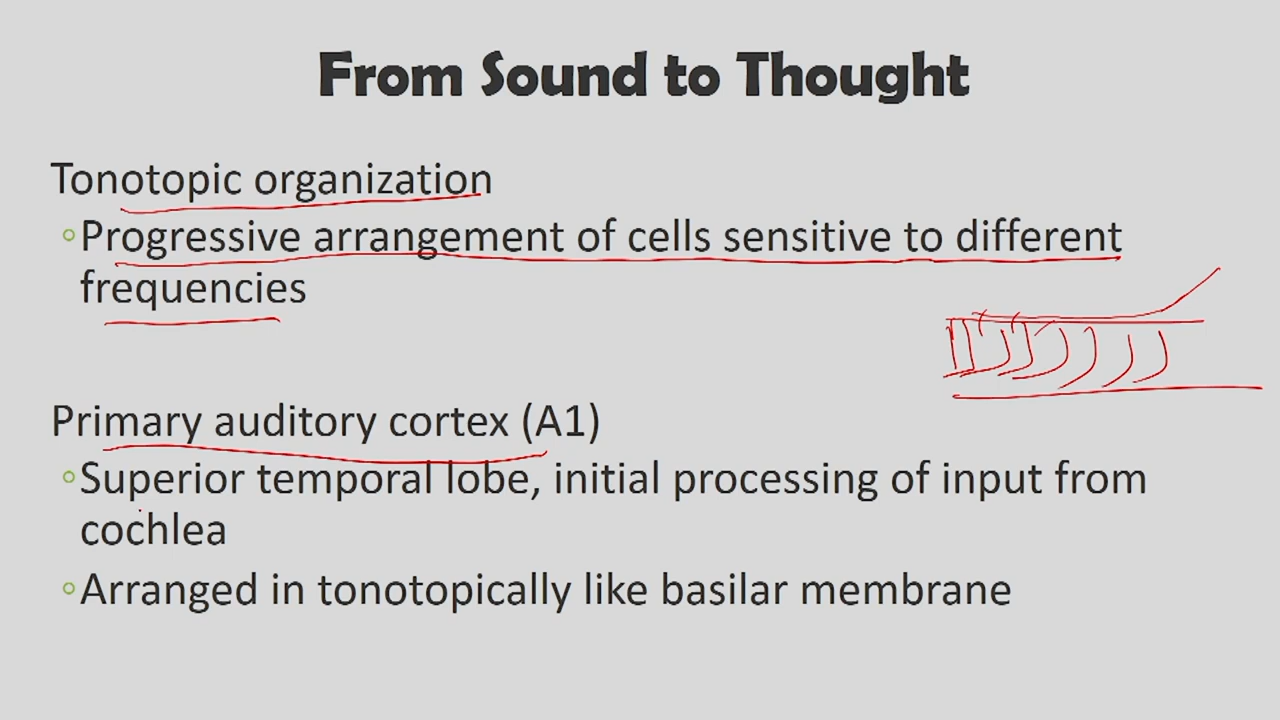 From Sound to Thought
Tonotopic organization
◦Progressive arrangement of cells sensitive to different
frequencies
Primary auditory cortex (A1)
◦Superior temporal lobe, initial processing of input from
cochlea
◦Arranged in tonotopically like basilar membrane